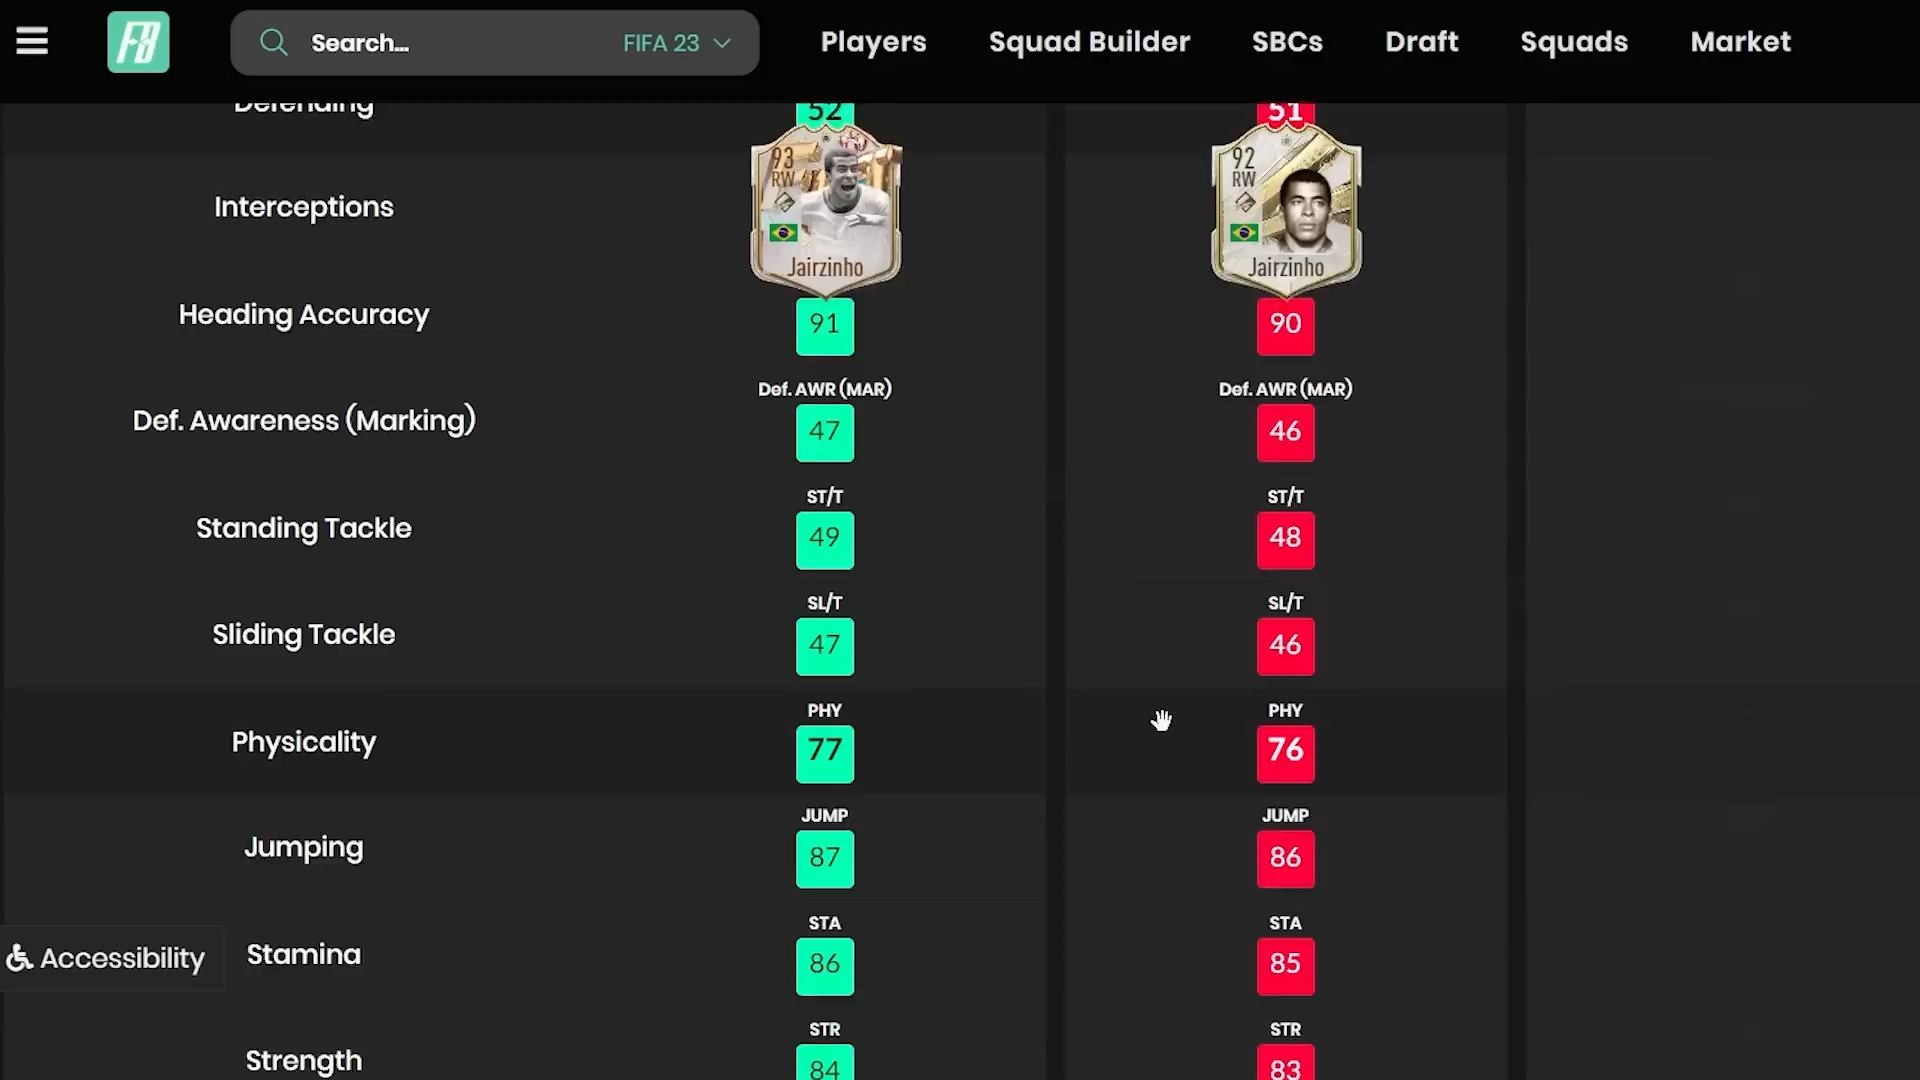 Search...
FIFA 23
Players
Squad Builder
SBCs
Draft
Squads
Market
Defending
52
51
93
RW
Jairzinho
92
RW
Jairzinho
Interceptions
Heading Accuracy
91
90
Def. AWR (MAR)
Def. AWR (MAR)
Def. Awareness (Marking)
47
46
ST/T
ST/T
Standing Tackle
49
48
SL/T
SL/T
Sliding Tackle
47
46
PHY
PHY
Physicality
77
76
JUMP
JUMP
Jumping
87
86
STA
STA
Accessibility
Stamina
86
85
STR
STR
Strength
84
83